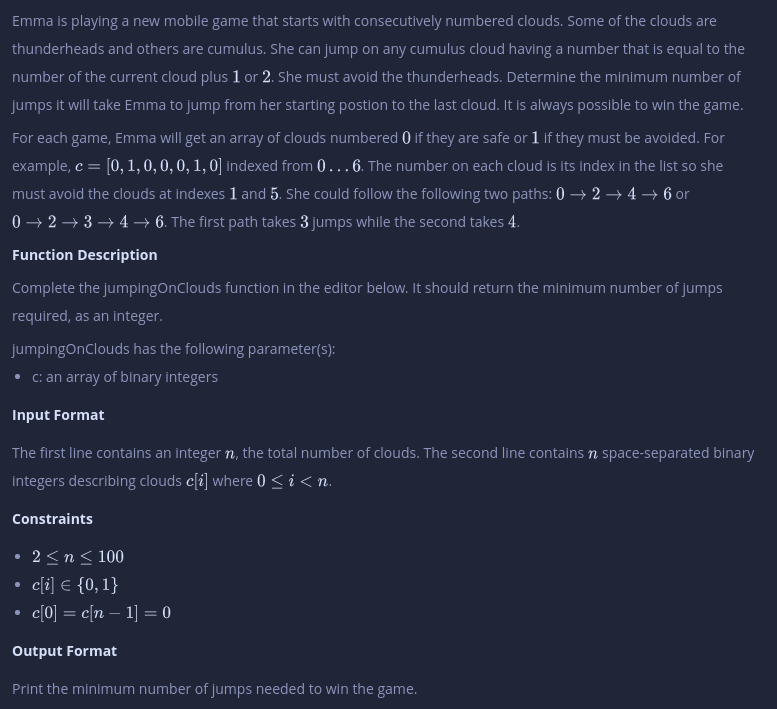 Emma is playing a new mobile game that starts with consecutively numbered clouds. Some of the clouds are
thunderheads and others are cumulus. She can jump on any cumulus cloud having a number that is equal to the
number of the current cloud plus 1 or 2. She must avoid the thunderheads. Determine the minimum number of
jumps it will take Emma to jump from her starting postion to the last cloud. It is always possible to win the game.
For each game, Emma will get an array of clouds numbered 0 if they are safe or 1 if they must be avoided. For
example, c = [0, 1, 0, 0, 0, 1, 0] indexed from 0 . . . 6. The number on each cloud is its index in the list so she
must avoid the clouds at indexes 1 and 5. She could follow the following two paths: 0 → 2 → 4 → 6 or
0 → 2 → 3 → 4 → 6. The first path takes 3 jumps while the second takes 4.
Function Description
Complete the jumpingOnClouds function in the editor below. It should return the minimum number of jumps
required, as an integer.
jumpingOnClouds has the following parameter(s):
• c: an array of binary integers
Input Format
The first line contains an integer n, the total number of clouds. The second line contains n space-separated binary
integers describing clouds c[i] where 0 ≤ i < n.
Constraints
• 2 ≤ n ≤ 100
• c[i] ∈ {0, 1}
• c[0] = c[n − 1] = 0
Output Format
Print the minimum number of jumps needed to win the game.